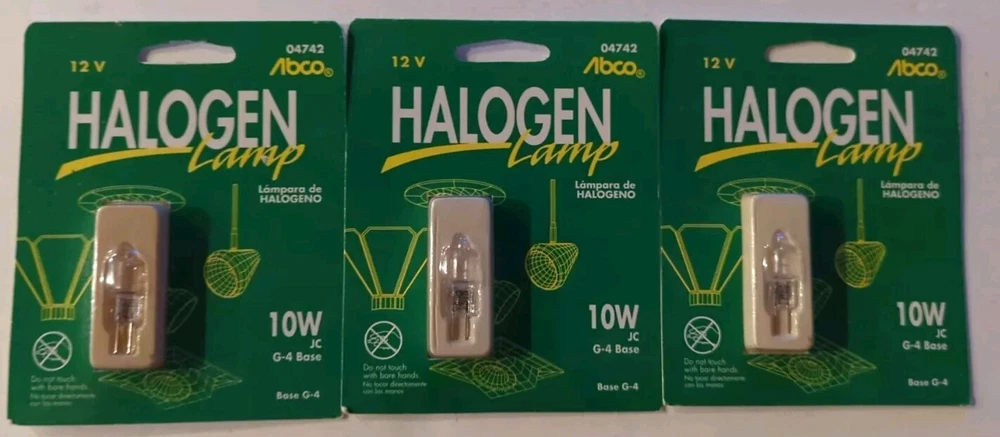 04742
12 V
Abco®
HALOGEN
Lamp
Lámpara de
HALOGENO
10W
JC
G-4 Base
Do not touch
with bare hands
No tocar directamente
con las manos
Base G-4
04742
12 V
Abco®
HALOGEN
Lamp
Lámpara de
HALOGENO
10W
JC
G-4 Base
Do not touch
with bare hands
No tocar directamente
con las manos
Base G-4
04742
12 V
Abco®
HALOGEN
Lamp
Lámpara de
HALOGENO
10W
JC
G-4 Base
Do not touch
with bare hands
No tocar directamente
con las manos
Base G-4